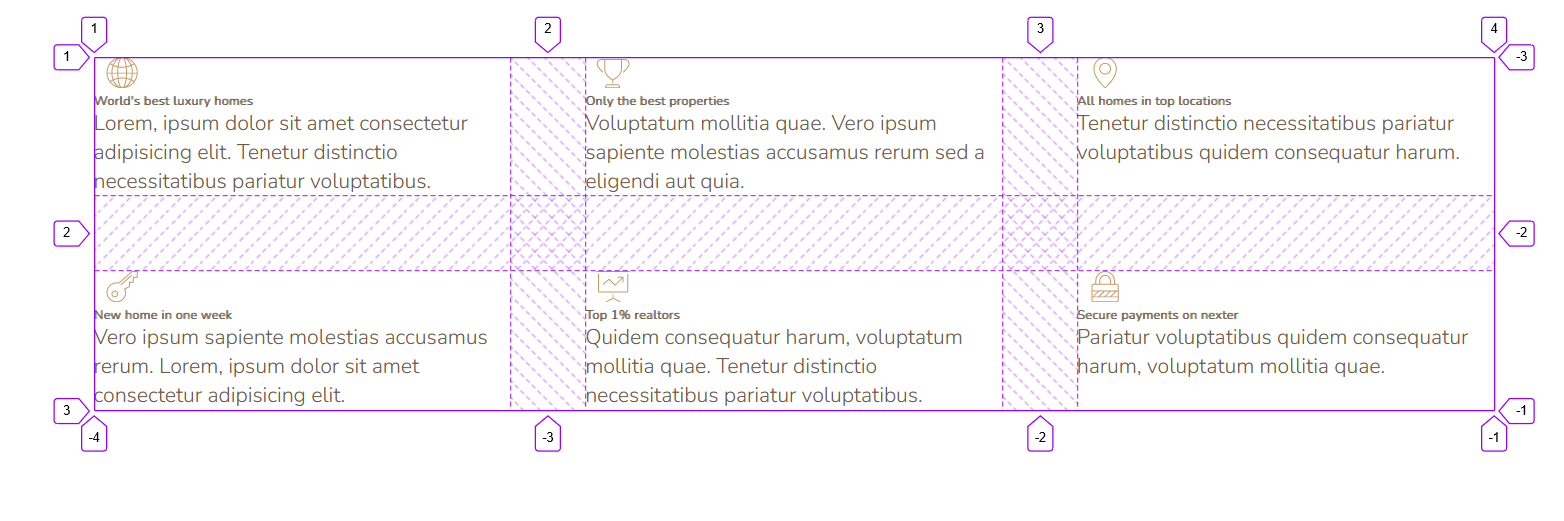 1
2
3
4
1
-3
World's best luxury homes
Lorem, ipsum dolor sit amet consectetur
adipisicing elit. Tenetur distinctio
necessitatibus pariatur voluptatibus.
Only the best properties
Voluptatum mollitia quae. Vero ipsum
sapiente molestias accusamus rerum sed a
eligendi aut quia.
All homes in top locations
Tenetur distinctio necessitatibus pariatur
voluptatibus quidem consequatur harum.
2
-2
New home in one week
Vero ipsum sapiente molestias accusamus
rerum. Lorem, ipsum dolor sit amet
consectetur adipisicing elit.
Top 1% realtors
Quidem consequatur harum, voluptatum
mollitia quae. Tenetur distinctio
necessitatibus pariatur voluptatibus.
Secure payments on nexter
Pariatur voluptatibus quidem consequatur
harum, voluptatum mollitia quae.
3
-1
-4
-3
-2
-1